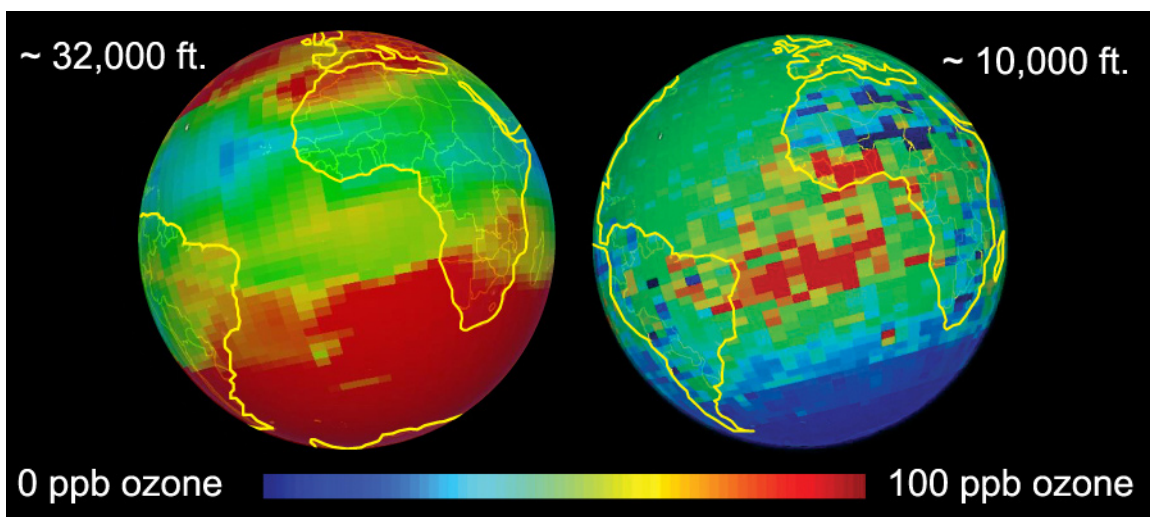 ~ 32,000 ft.
~ 10,000 ft.
0 ppb ozone
100 ppb ozone